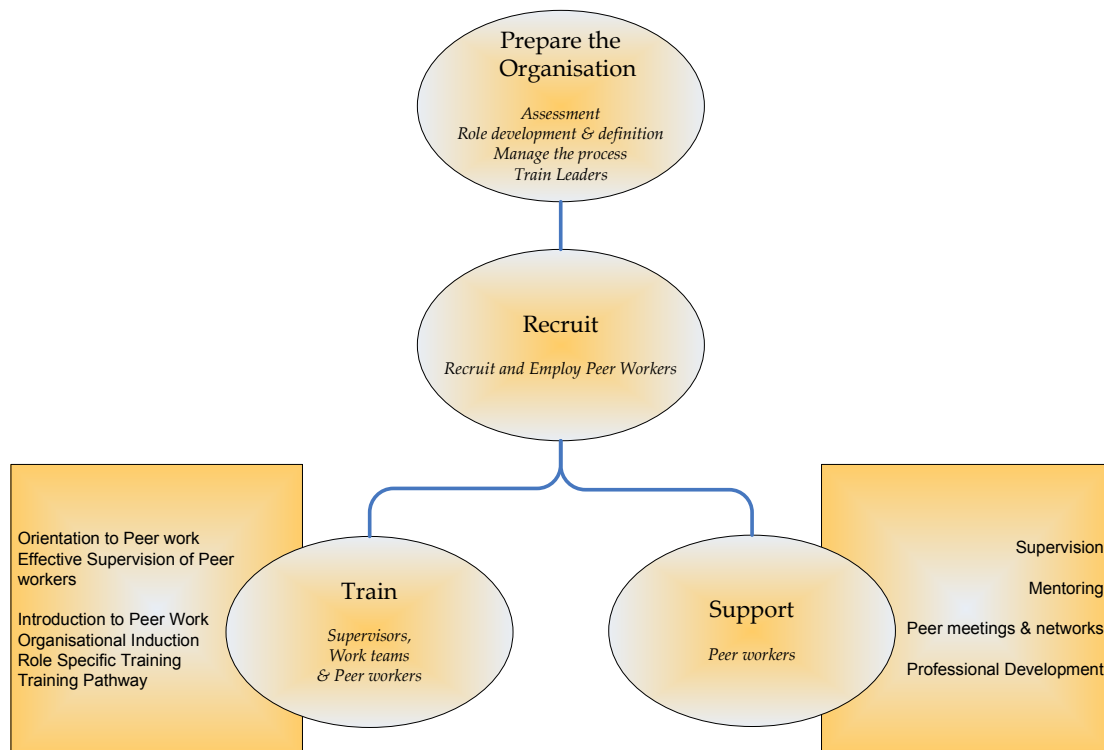 Prepare the
Organisation
Assessment
Role development & definition
Manage the process
Train Leaders
Recruit
Recruit and Employ Peer Workers
Orientation to Peer work
Effective Supervision of Peer
workers
Introduction to Peer Work
Organisational Induction
Role Specific Training
Training Pathway
Train
Supervisors,
Work teams
& Peer workers
Support
Peer workers
Supervision
Mentoring
Peer meetings & networks
Professional Development